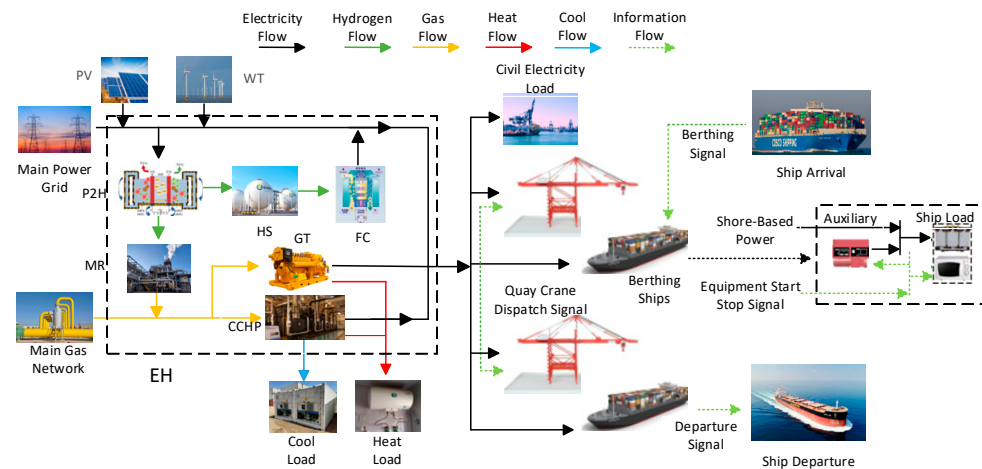 Electricity
Flow
Hydrogen
Flow
Gas
Flow
Heat
Flow
Cool
Flow
Information
Flow
PV
WT
Civil Electricity
Load
Main Power
Grid
P2H
HS
FC
GT
MR
CCHP
Main Gas
Network
EH
Cool
Load
Heat
Load
Quay Crane
Dispatch Signal
Berthing
Signal
COSCO SHIPPING
Ship Arrival
Berthing
Ships
Shore-Based
Power
Auxiliary
Ship Load
Equipment Start
Stop Signal
Departure
Signal
Ship Departure